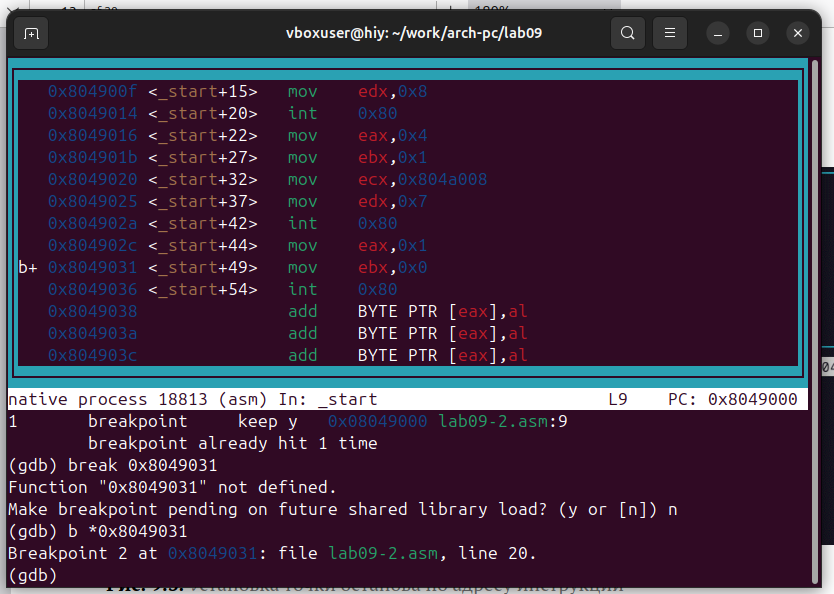 vboxuser@hiy: ~/work/arch-pc/lab09
0x804900f <_start+15> mov edx,0x8
0x8049014 <_start+20> int 0x80
0x8049016 <_start+22> mov eax,0x4
0x804901b <_start+27> mov ebx,0x1
0x8049020 <_start+32> mov ecx,0x804a008
0x8049025 <_start+37> mov edx,0x7
0x804902a <_start+42> int 0x80
0x804902c <_start+44> mov eax,0x1
b+ 0x8049031 <_start+49> mov ebx,0x0
0x8049036 <_start+54> int 0x80
0x8049038 add BYTE PTR [eax],al
0x804903a add BYTE PTR [eax],al
0x804903c add BYTE PTR [eax],al
native process 18813 (asm) In: _start L9 PC: 0x8049000
1 breakpoint keep y 0x08049000 lab09-2.asm:9
breakpoint already hit 1 time
(gdb) break 0x8049031
Function "0x8049031" not defined.
Make breakpoint pending on future shared library load? (y or [n]) n
(gdb) b *0x8049031
Breakpoint 2 at 0x8049031: file lab09-2.asm, line 20.
(gdb)